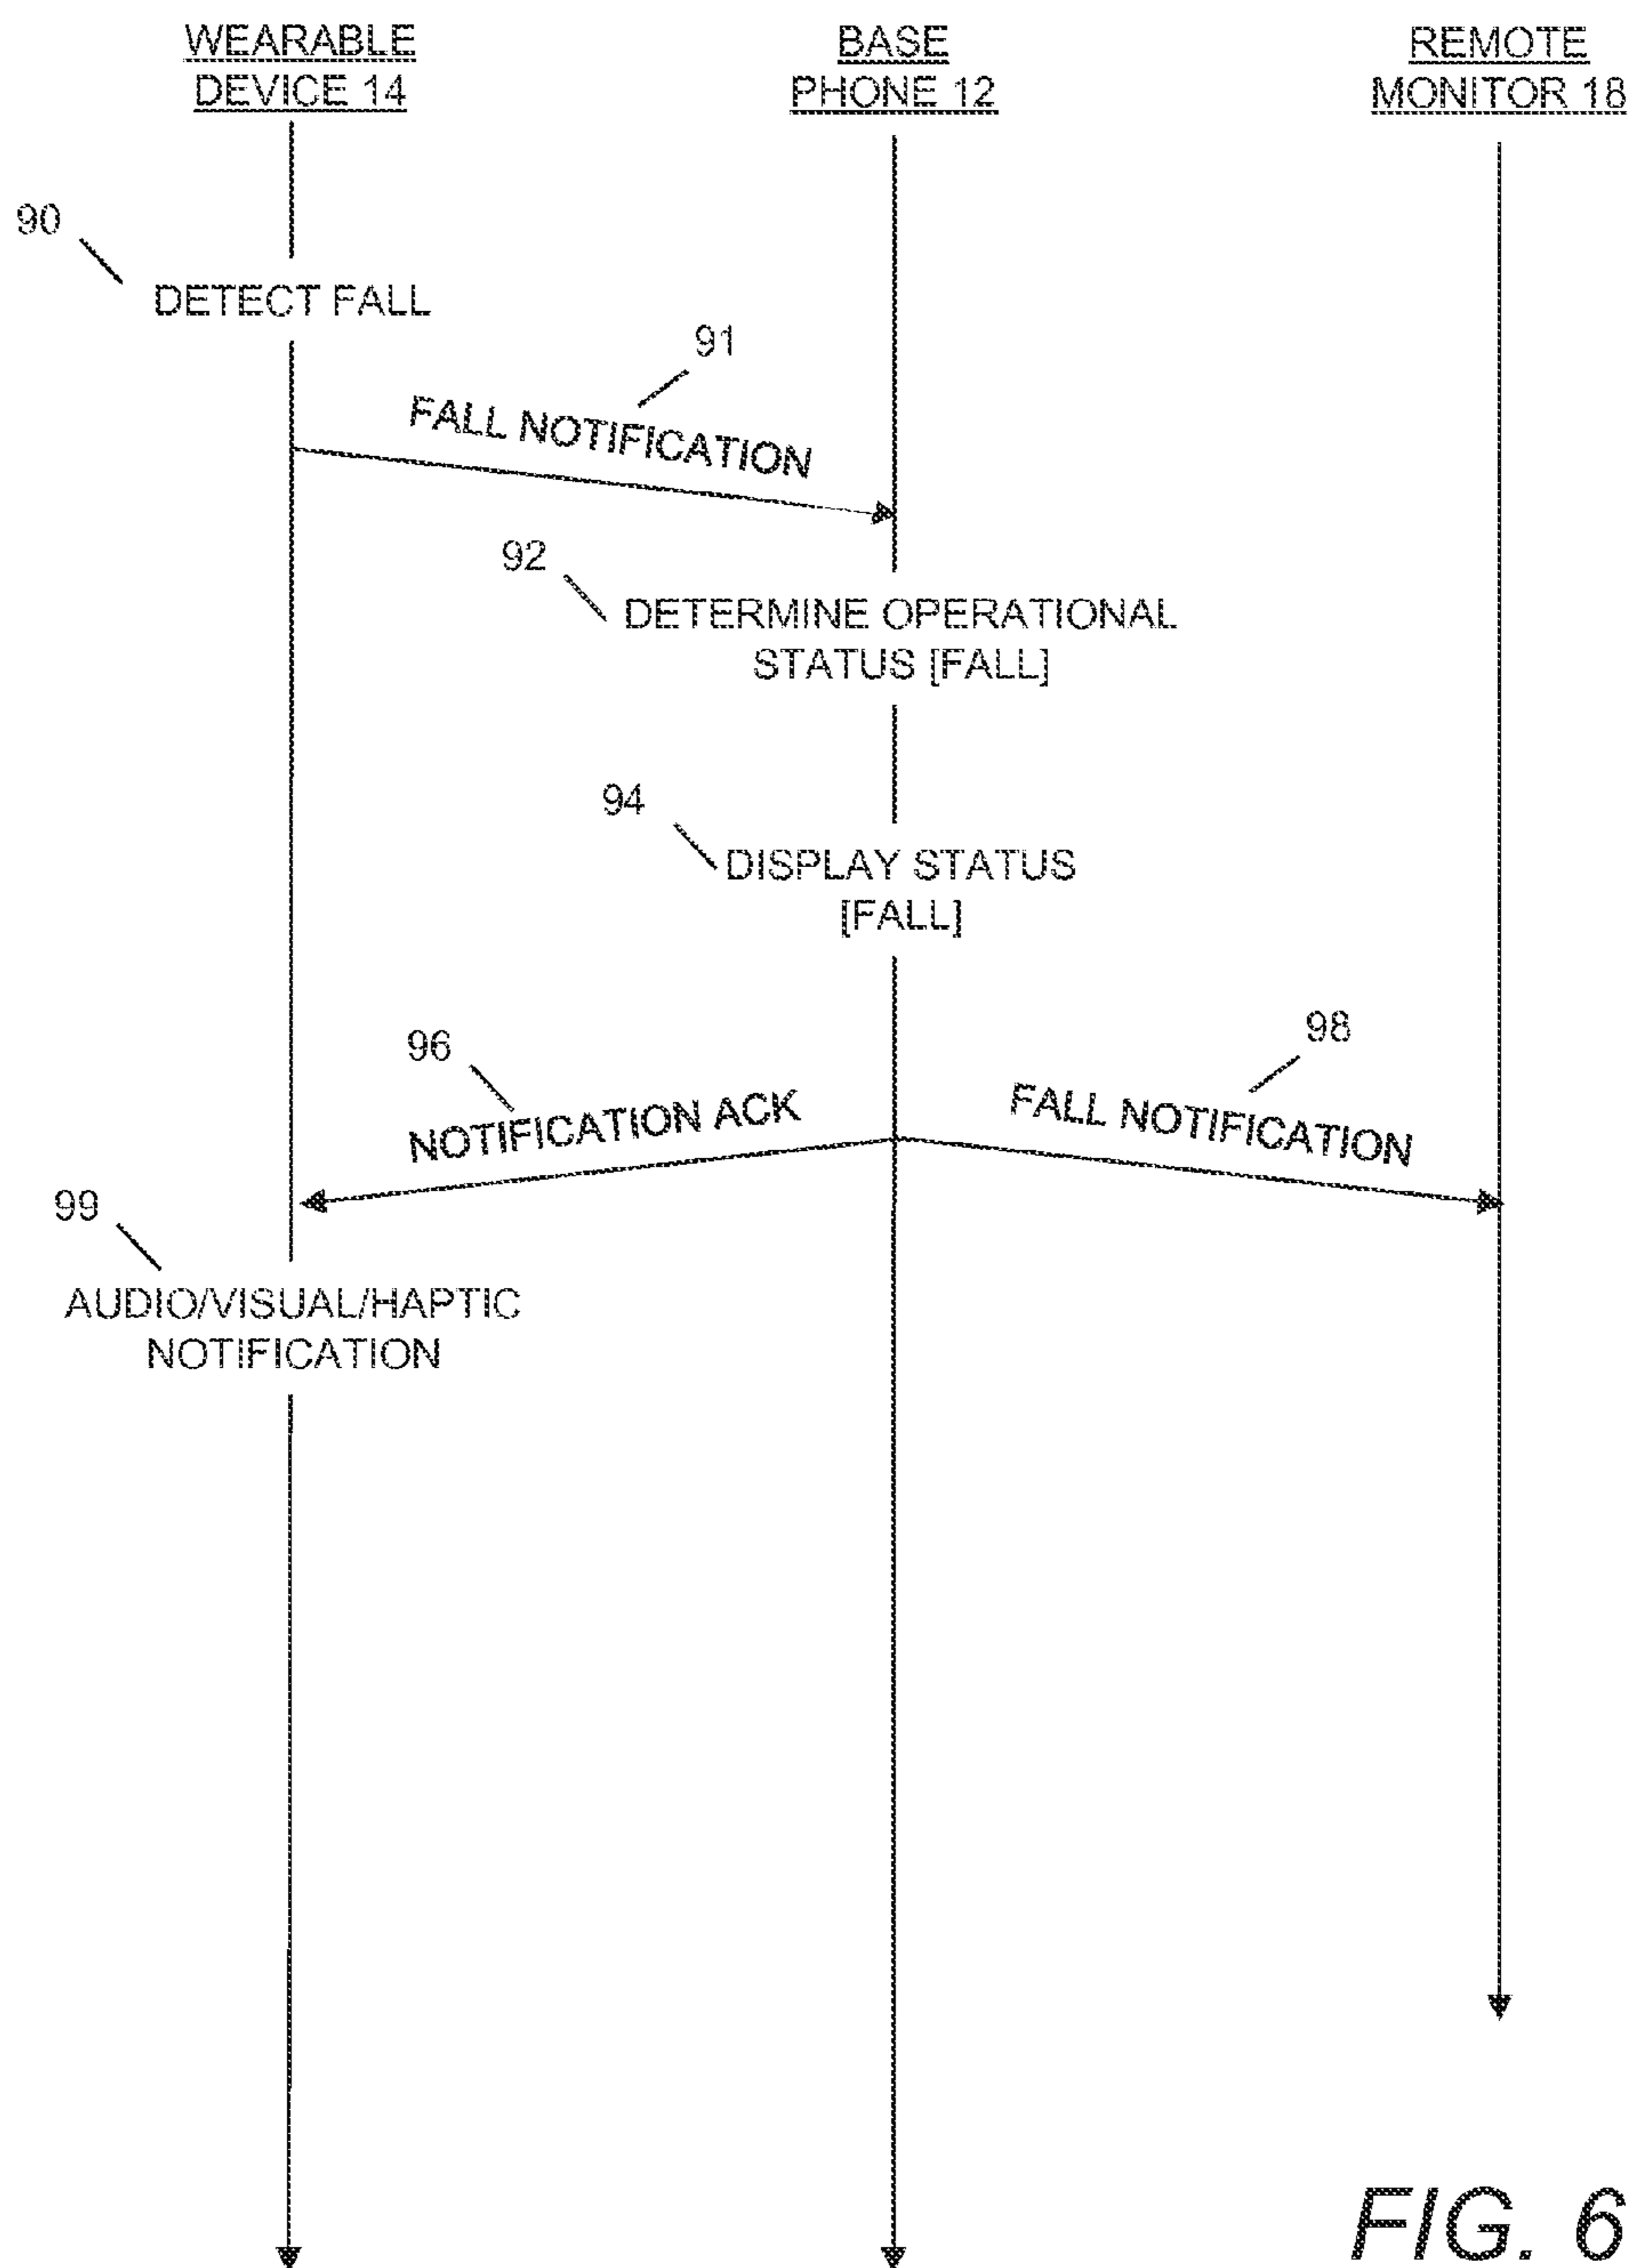 WEARABLE
DEVICE 14
BASE
PHONE 12
REMOTE
MONITOR 18
90
DETECT FALL
91
FALL NOTIFICATION
92
DETERMINE OPERATIONAL
STATUS [FALL]
94
DISPLAY STATUS
[FALL]
96
NOTIFICATION ACK
98
FALL NOTIFICATION
99
AUDIO/VISUAL/HAPTIC
NOTIFICATION
FIG. 6